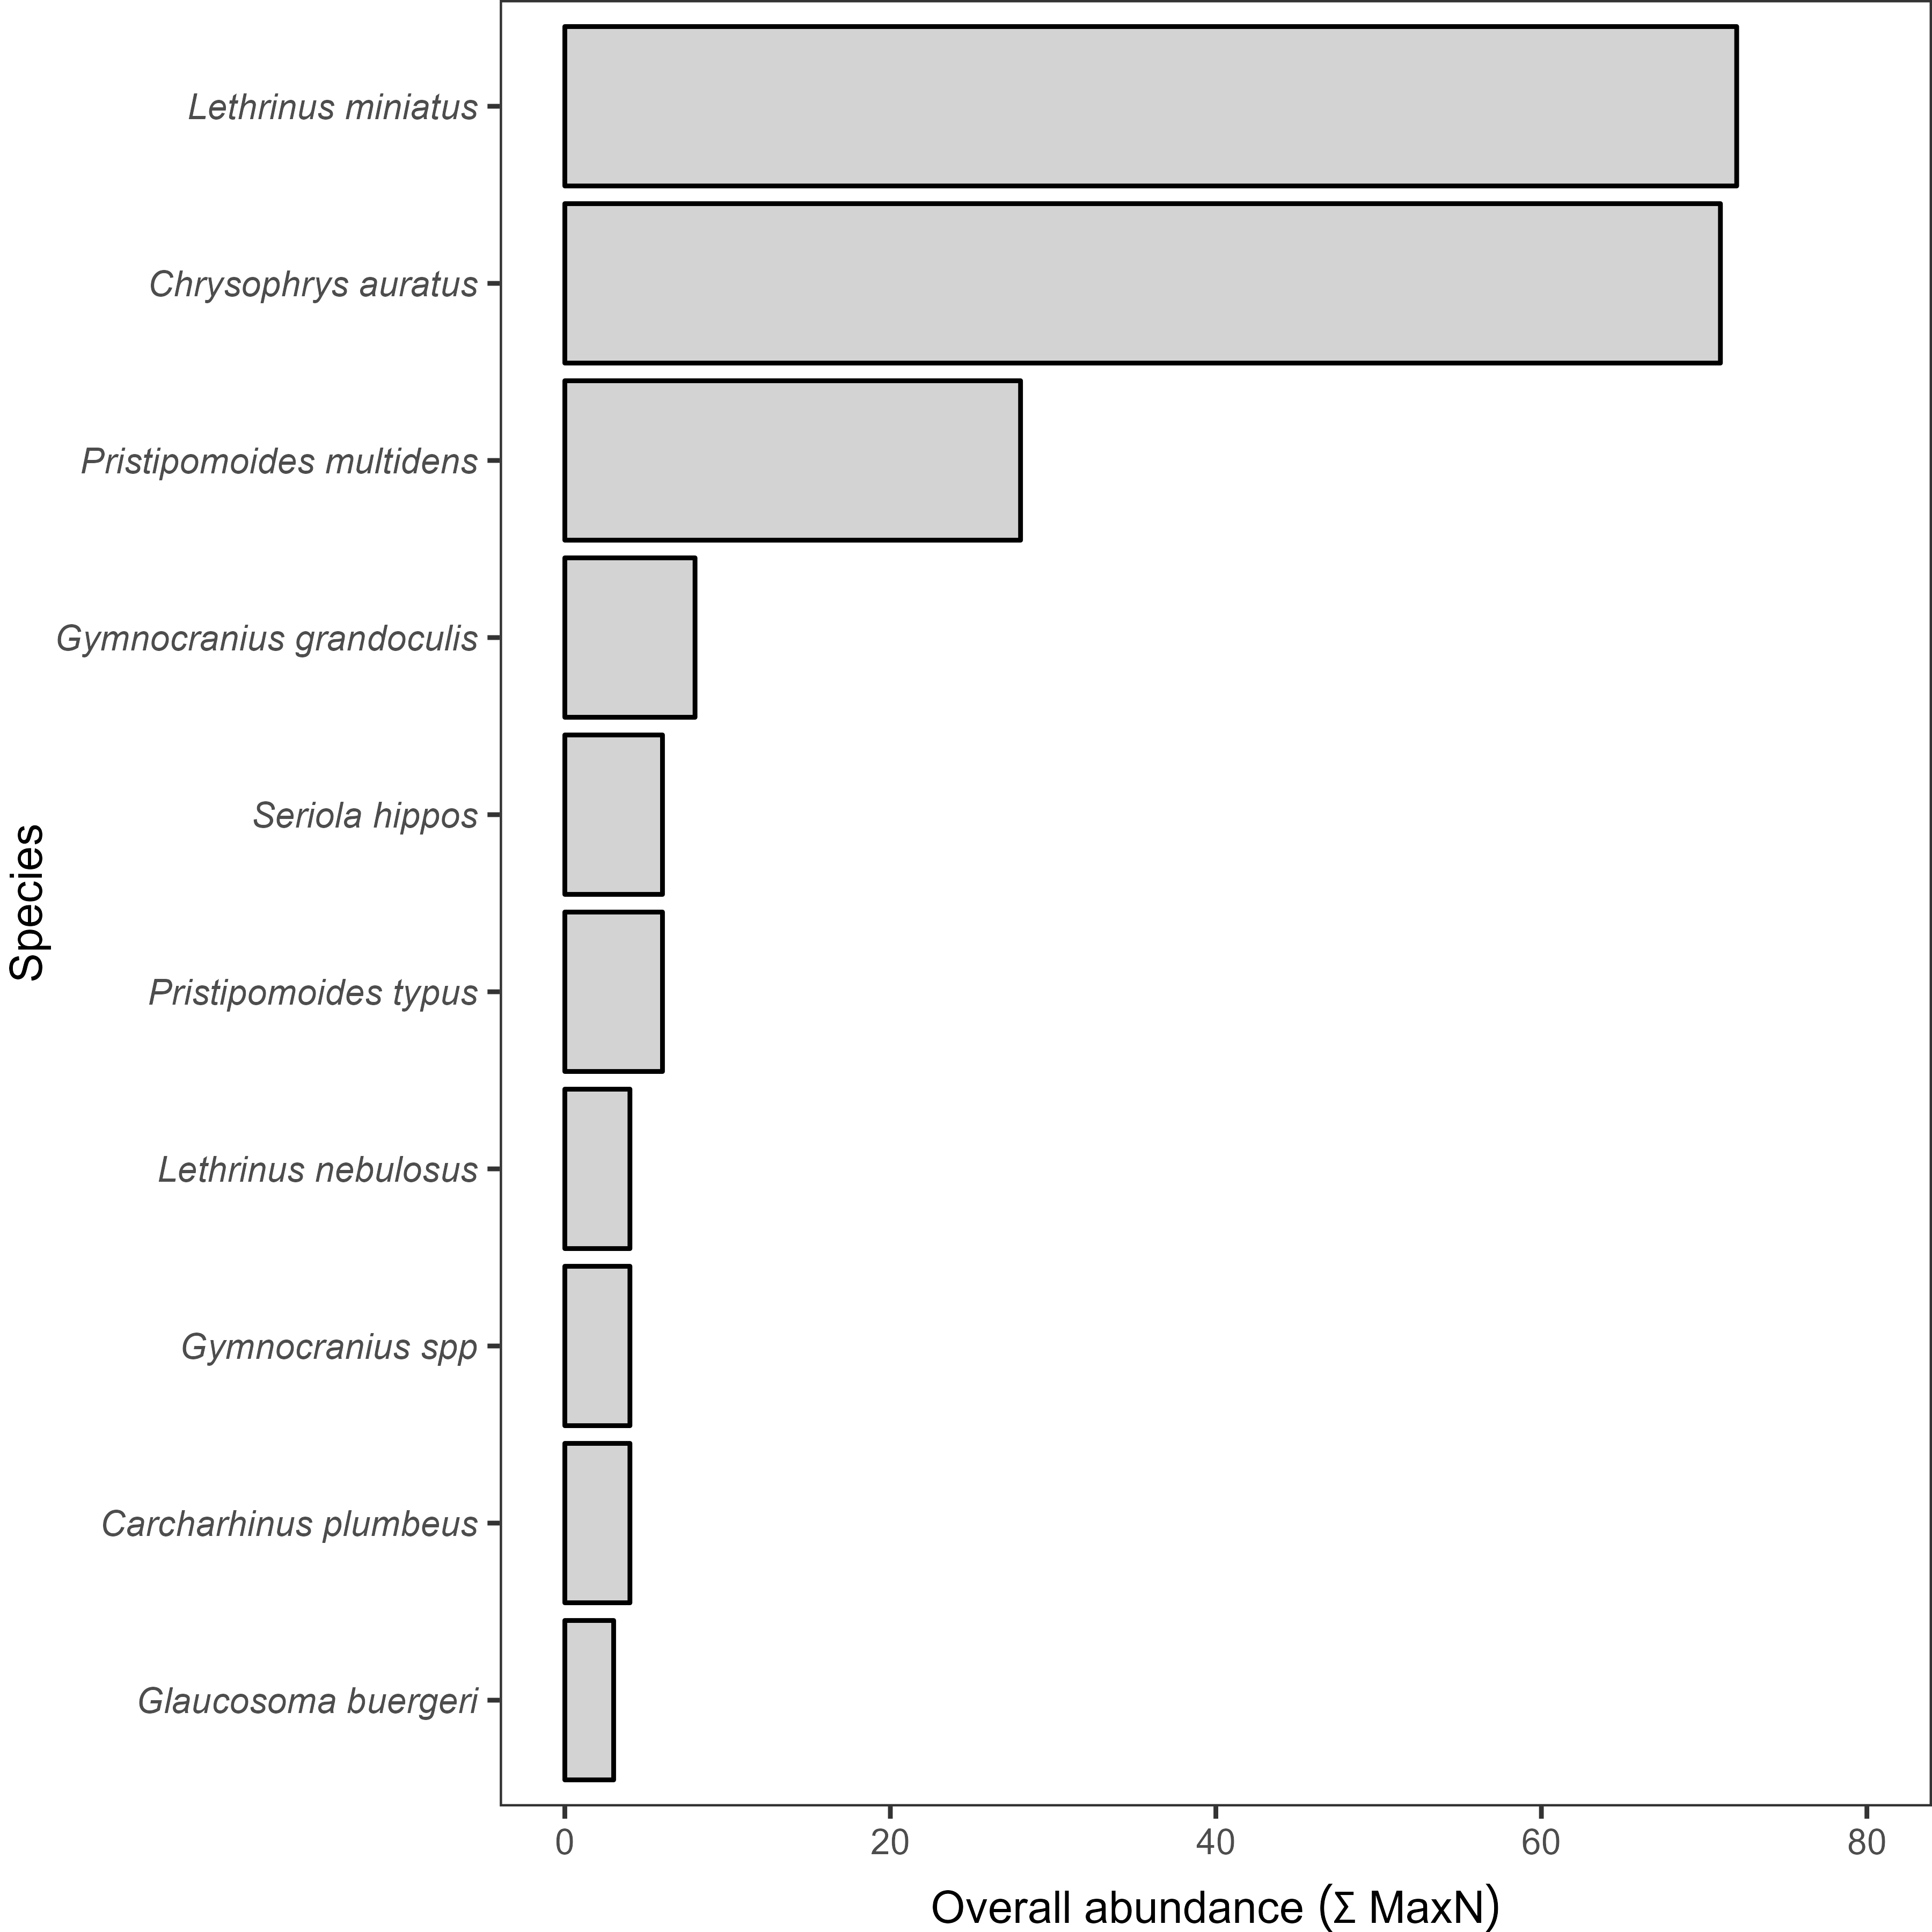 Species
Lethrinus miniatus
Chrysophrys auratus
Pristipomoides multidens
Gymnocranius grandoculis
Seriola hippos
Pristipomoides typus
Lethrinus nebulosus
Gymnocranius spp
Carcharhinus plumbeus
Glaucosoma buergeri
0 20 40 60 80
Overall abundance (Σ MaxN)